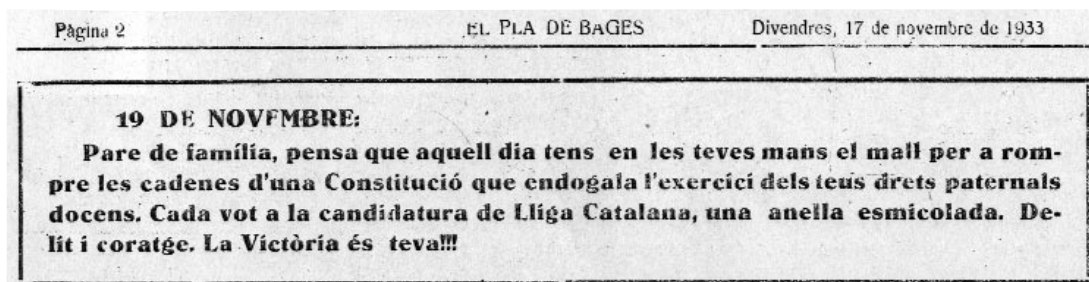 Pàgina 2 EL PLA DE BAGES Divendres, 17 de novembre de 1933
19 DE NOVEMBRE:
Pare de família, pensa que aquell dia tens en les teves mans el mall per a rom-
pre les cadenes d'una Constitució que endogala l'exercici dels teus drets paternals
docens. Cada vot a la candidatura de Lliga Catalana, una anella esmicolada. De-
lit i coratge. La Victòria és teva!!!